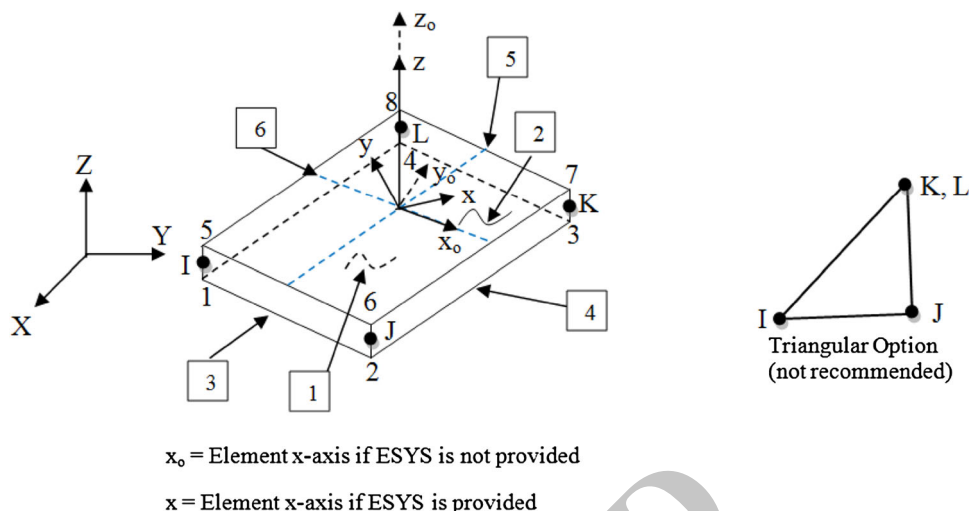 zₒ
z
5
8
6
2
L
y
4
yₒ
7
Z
x
K
Y
xₒ
3
5
I
1
6
4
X
J
3
2
1
K, L
I
J
Triangular Option
(not recommended)
xₒ = Element x-axis if ESYS is not provided
x = Element x-axis if ESYS is provided